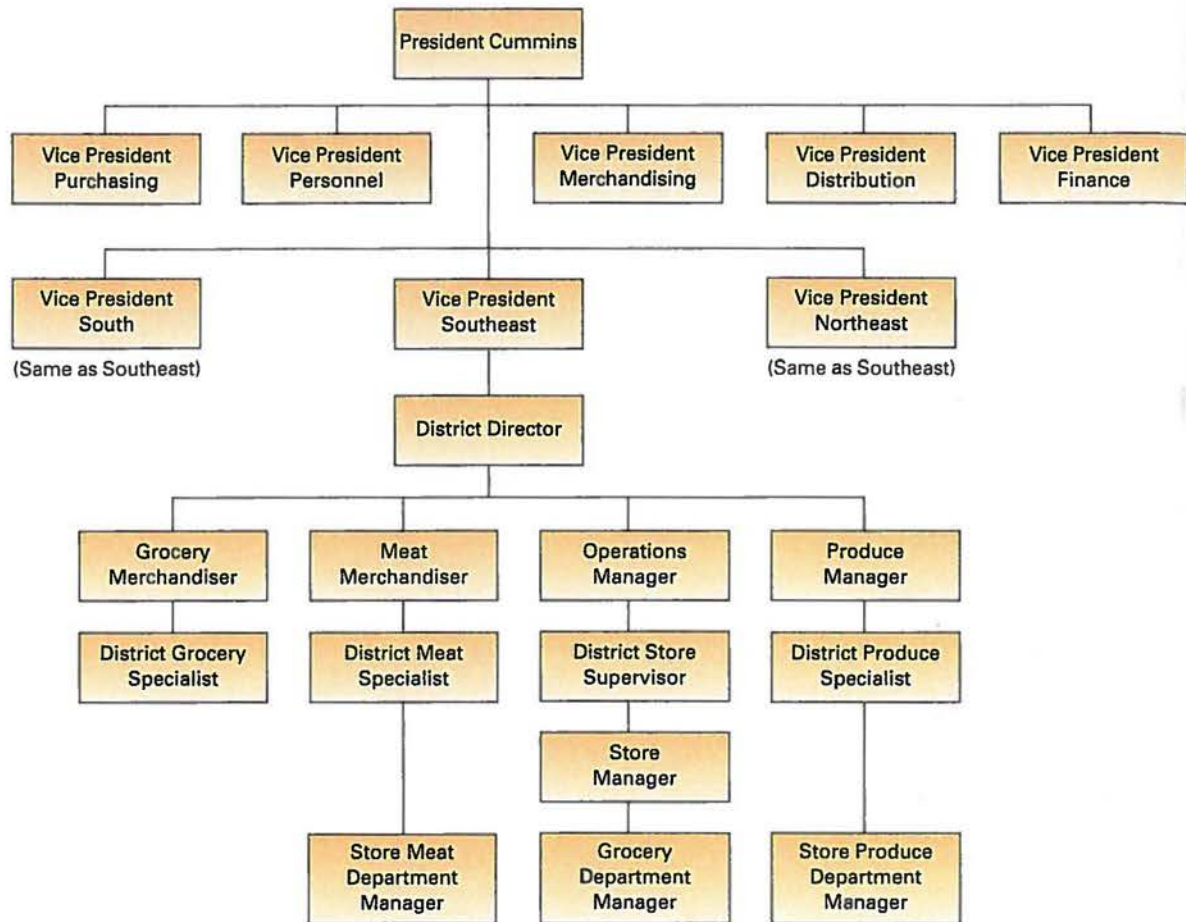 President Cummins
Vice President
Purchasing
Vice President
Personnel
Vice President
Merchandising
Vice President
Distribution
Vice President
Finance
Vice President
South
(Same as Southeast)
Vice President
Southeast
Vice President
Northeast
(Same as Southeast)
District Director
Grocery
Merchandiser
Meat
Merchandiser
Operations
Manager
Produce
Manager
District Grocery
Specialist
District Meat
Specialist
District Store
Supervisor
District Produce
Specialist
Store
Manager
Store Meat
Department
Manager
Grocery
Department
Manager
Store Produce
Department
Manager